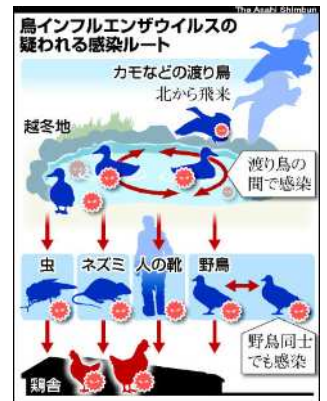 The Asahi Shimbun
鳥インフルエンザウイルスの
疑われる感染ルート
カモなどの渡り鳥
北から飛来
越冬地
渡り鳥の
間で感染
虫
ネズミ
人の靴
野鳥
野鳥同士
でも感染
鶏舎